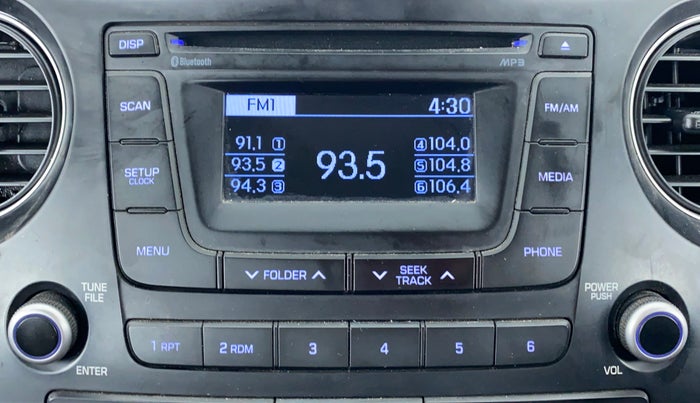 DISP
Bluetooth
MP3
SCAN
FM1 4:30
FM/AM
91.1 1
4 104.0
93.5 2
93.5
5 104.8
94.3 3
6 106.4
SETUP
CLOCK
MEDIA
MENU
∨ FOLDER ∧
∨ SEEK ∧
TRACK
PHONE
TUNE
FILE
POWER
PUSH
1 RPT
2 RDM
3
4
5
6
ENTER
VOL